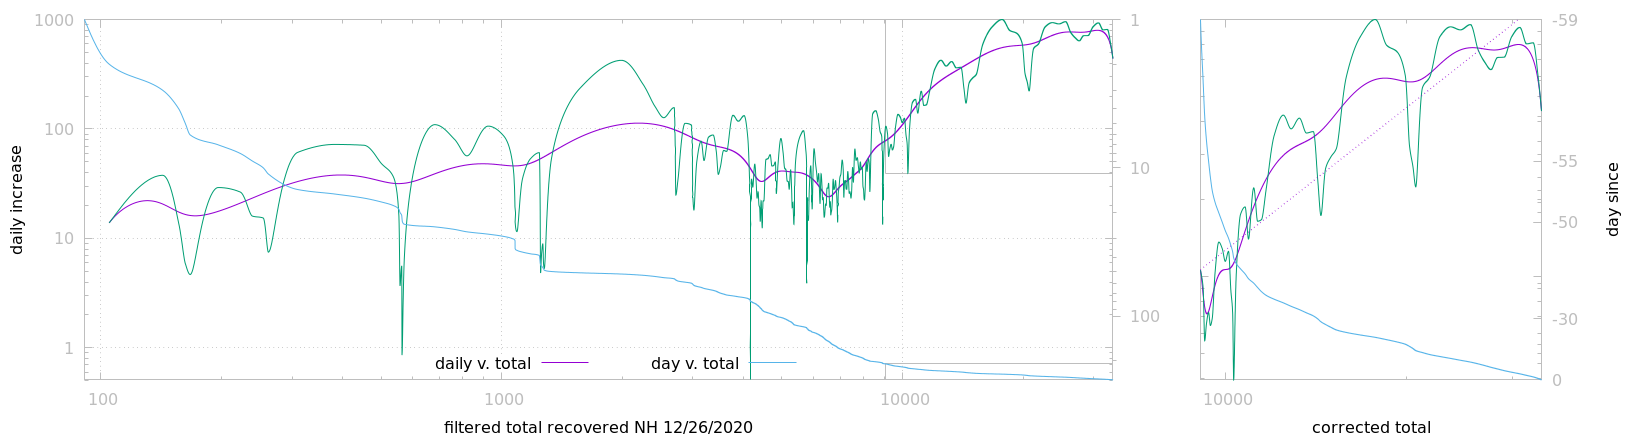 1000
100
10
1
daily increase
100
1000
10000
filtered total recovered NH 12/26/2020
daily v. total
day v. total
1
10
100
10000
corrected total
-59
-55
-50
-30
0
day since